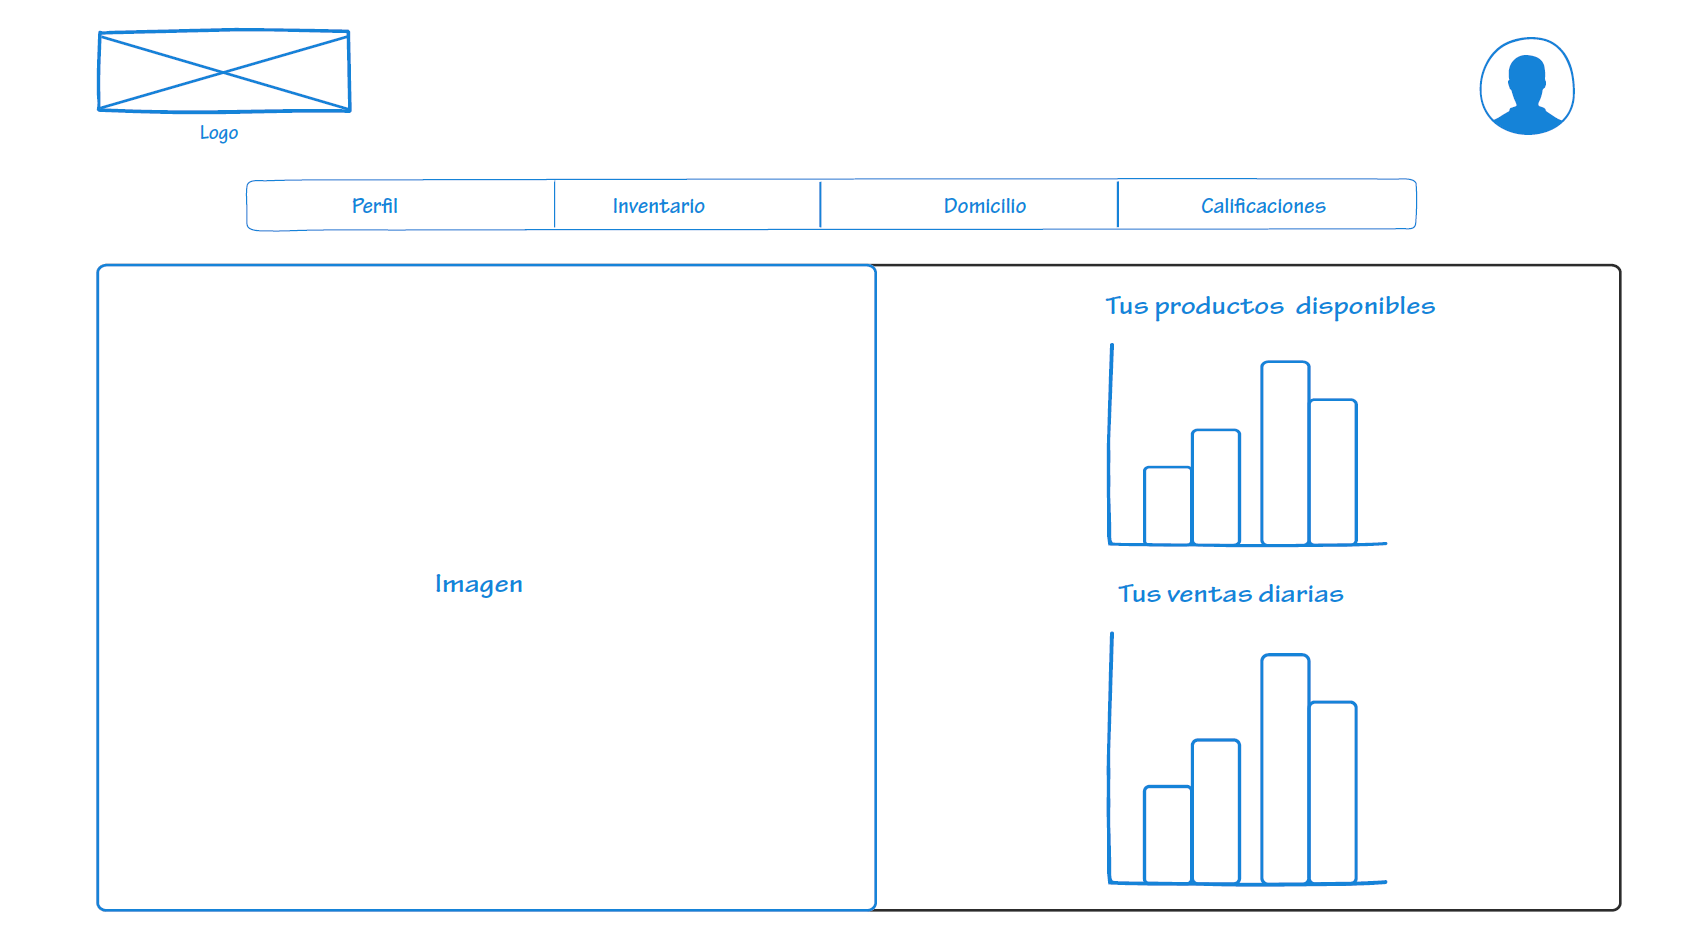 Logo
Perfil
Inventario
Domicilio
Calificaciones
Tus productos disponibles
Imagen
Tus ventas diarias